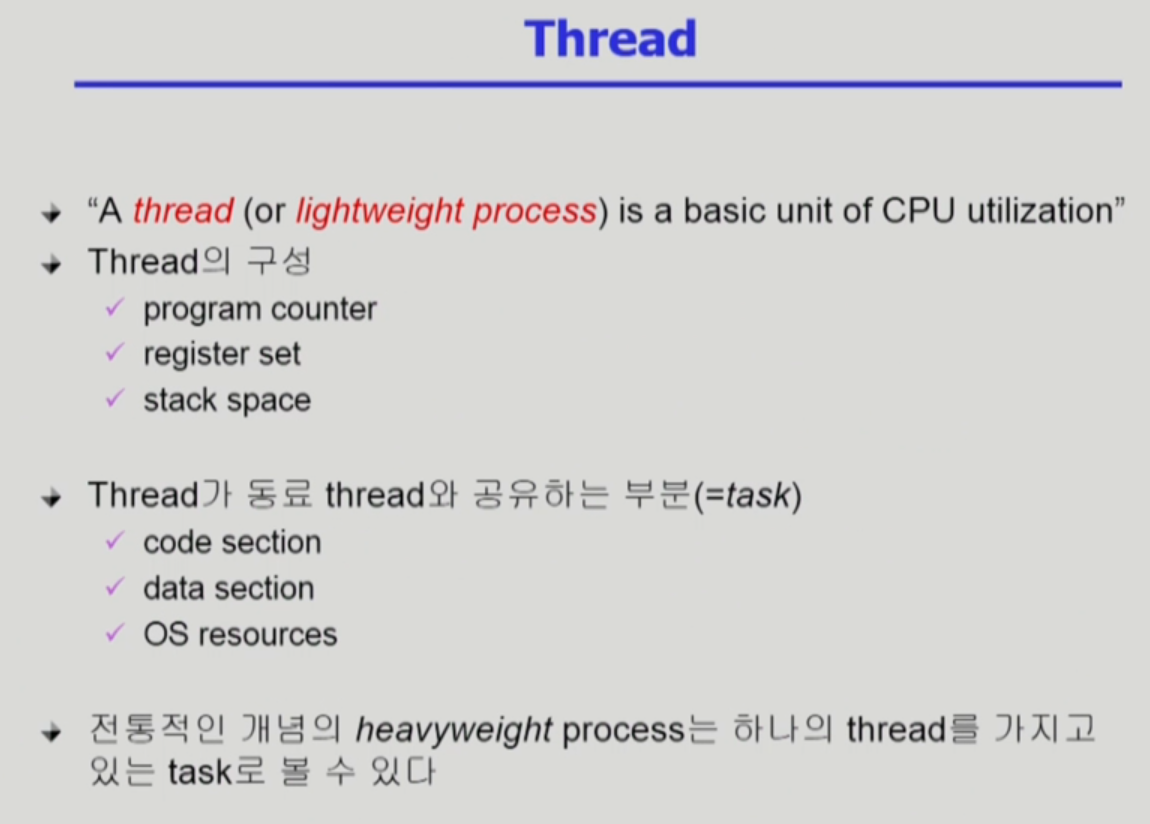 Thread
“A thread (or lightweight process) is a basic unit of CPU utilization”
Thread의 구성
program counter
register set
stack space
Thread가 동료 thread와 공유하는 부분(=task)
code section
data section
OS resources
전통적인 개념의 heavyweight process는 하나의 thread를 가지고
있는 task로 볼 수 있다